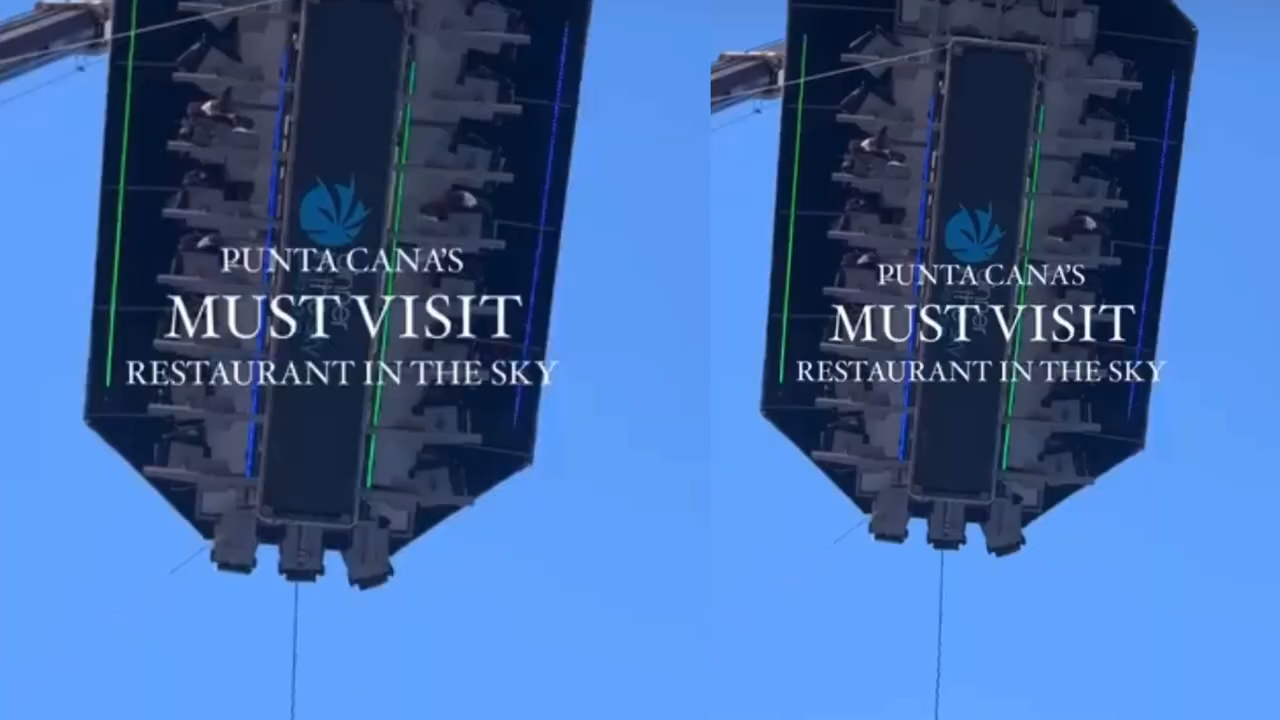 PUNTA CANA'S
MUST VISIT
RESTAURANT IN THE SKY
PUNTA CANA'S
MUST VISIT
RESTAURANT IN THE SKY